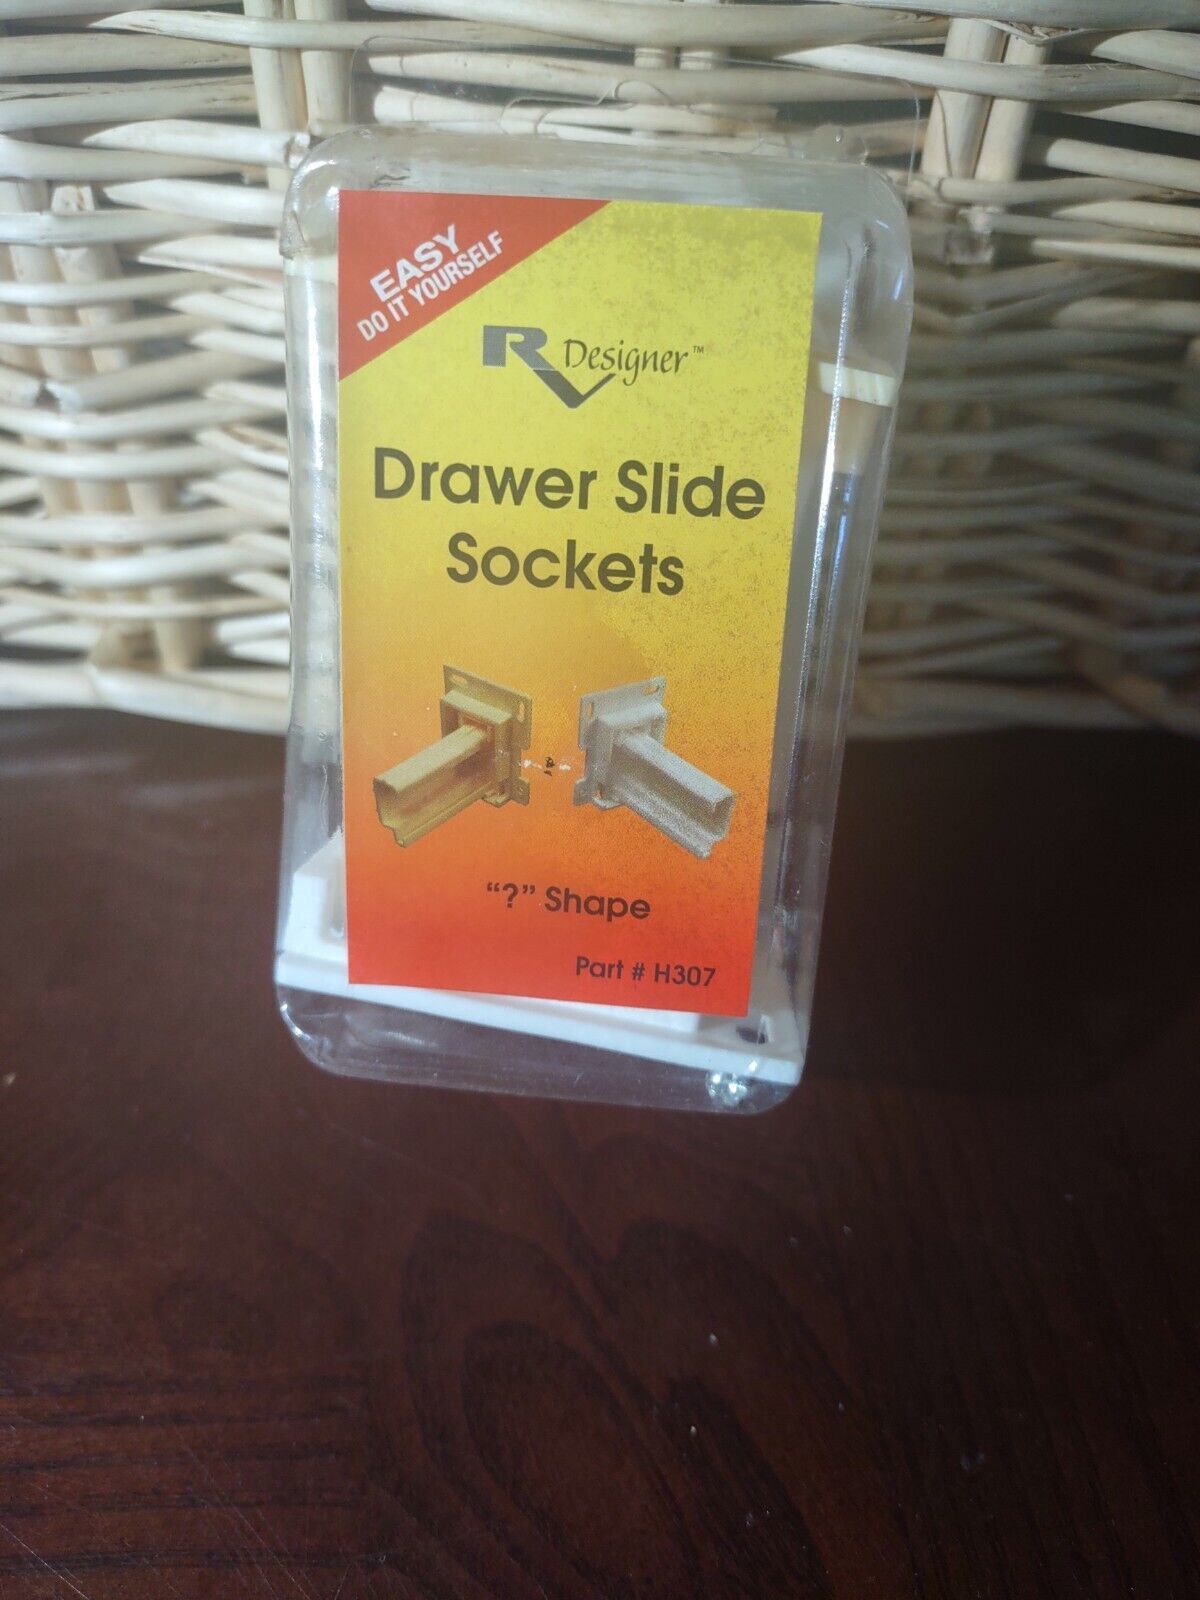 EASY
DO IT YOURSELF
RV Designer™
Drawer Slide
Sockets
"?" Shape
Part # H307